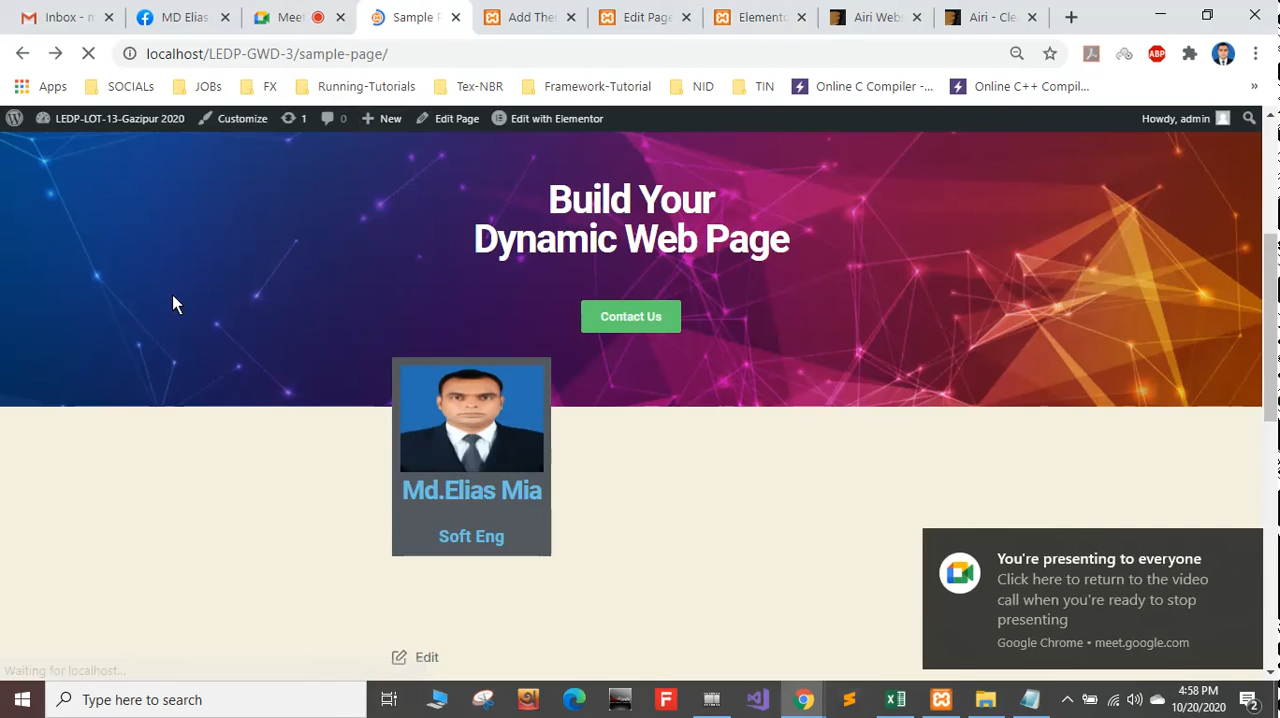 Inbox - m
MD Elias
Meet
Sample P
Add The
Edit Page
Elemento
Airi Webs
Airi - Cle
localhost/LEDP-GWD-3/sample-page/
Apps
SOCIALs
JOBs
FX
Running-Tutorials
Tex-NBR
Framework-Tutorial
NID
TIN
Online C Compiler -...
Online C++ Compil...
»
LEDP-LOT-13-Gazipur 2020
Customize
1
0
New
Edit Page
Edit with Elementor
Howdy, admin
Build Your
Dynamic Web Page
Contact Us
Md.Elias Mia
Soft Eng
You're presenting to everyone
Click here to return to the video
call when you're ready to stop
presenting
Google Chrome • meet.google.com
Edit
Waiting for localhost...
Type here to search
4:58 PM
10/20/2020
2